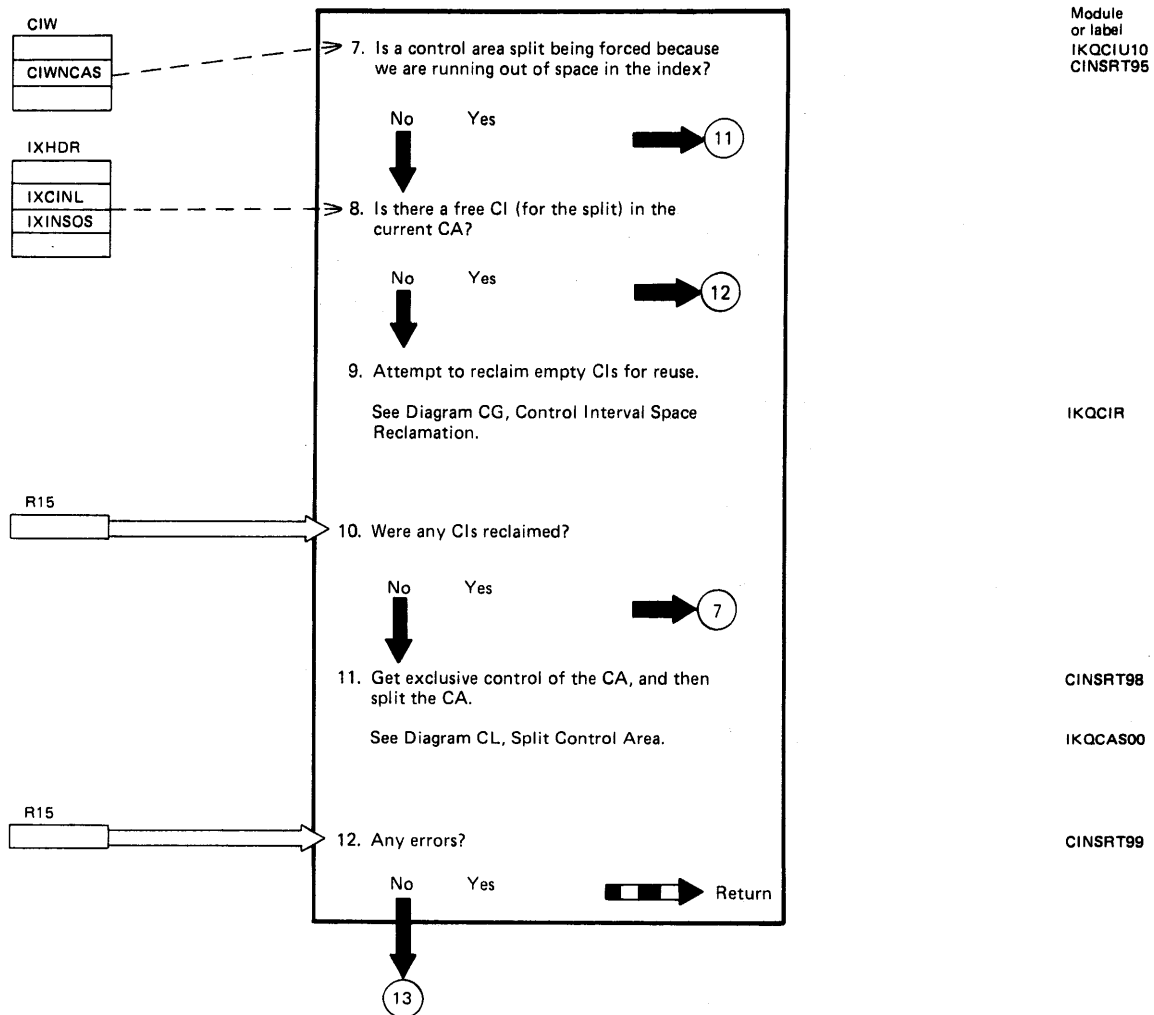 CIW
CIWNCAS
7. Is a control area split being forced because
we are running out of space in the index?
Module
or label
IKQCIU10
CINSRT95
No Yes
11
IXHDR
IXCINL
IXINSOS
8. Is there a free CI (for the split) in the
current CA?
No Yes
12
9. Attempt to reclaim empty CIs for reuse.
See Diagram CG, Control Interval Space
Reclamation.
IKQCIR
R15
10. Were any CIs reclaimed?
No Yes
7
11. Get exclusive control of the CA, and then
split the CA.
CINSRT98
See Diagram CL, Split Control Area.
IKQCAS00
R15
12. Any errors?
CINSRT99
No Yes
Return
13